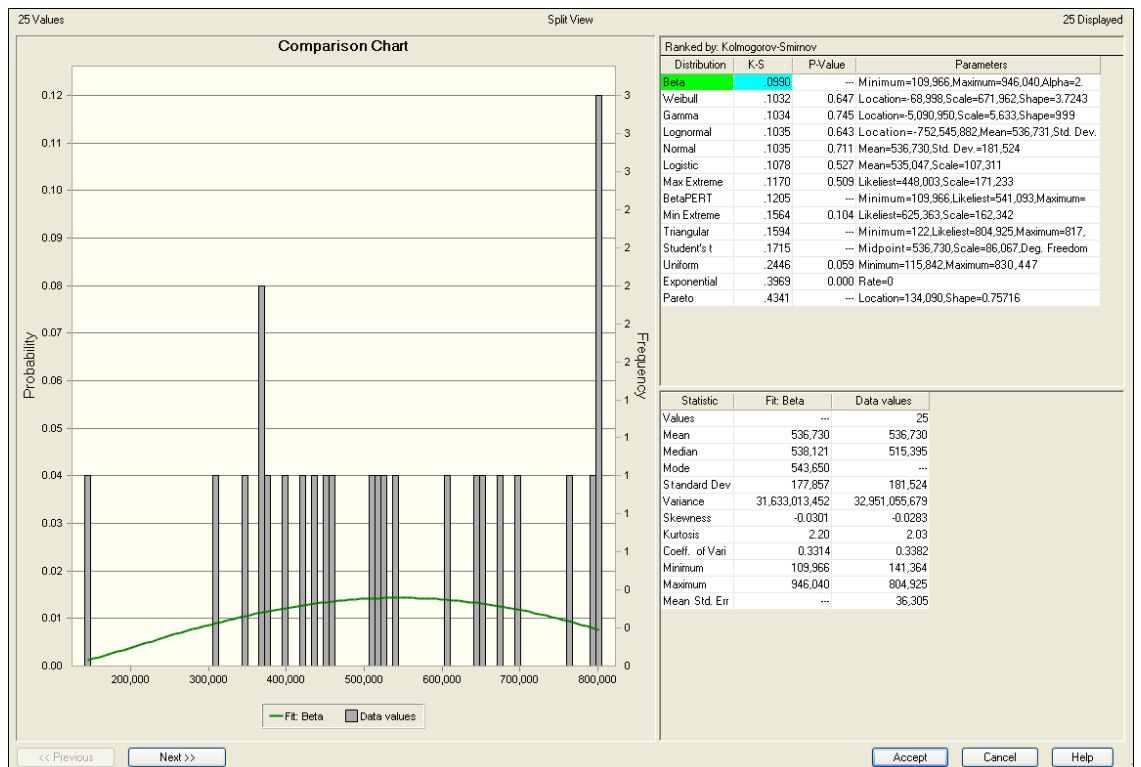 25 Values Split View 25 Displayed
Comparison Chart
Probability
0.12
0.11
0.10
0.09
0.08
0.07
0.06
0.05
0.04
0.03
0.02
0.01
0.00
3
3
3
2
2
2
2
2
1
1
1
1
1
0
0
0
Frequency
200,000 300,000 400,000 500,000 600,000 700,000 800,000
Fit: Beta Data values
Ranked by: Kolmogorov-Smirnov
Distribution K-S P-Value Parameters
Beta .0990 --- Minimum=109,966,Maximum=946,040,Alpha=2.
Weibull .1032 0.647 Location=-68,998,Scale=671,962,Shape=3.7243
Gamma .1034 0.745 Location=-5,090,950,Scale=5,633,Shape=999
Lognormal .1035 0.643 Location=-752,545,882,Mean=536,731,Std. Dev.
Normal .1035 0.711 Mean=536,730,Std. Dev.=181,524
Logistic .1078 0.527 Mean=535,047,Scale=107,311
Max Extreme .1170 0.509 Likeliest=448,003,Scale=171,233
BetaPERT .1205 --- Minimum=109,966,Likeliest=541,093,Maximum=
Min Extreme .1564 0.104 Likeliest=625,363,Scale=162,342
Triangular .1594 --- Minimum=122,Likeliest=804,925,Maximum=817,
Student's t .1715 --- Midpoint=536,730,Scale=86,067,Deg. Freedom
Uniform .2446 0.059 Minimum=115,842,Maximum=830,447
Exponential .3969 0.000 Rate=0
Pareto .4341 --- Location=134,090,Shape=0.75716
Statistic Fit: Beta Data values
Values --- 25
Mean 536,730 536,730
Median 538,121 515,395
Mode 543,650 ---
Standard Dev 177,857 181,524
Variance 31,633,013,452 32,951,055,679
Skewness -0.0301 -0.0283
Kurtosis 2.20 2.03
Coeff. of Vari 0.3314 0.3382
Minimum 109,966 141,364
Maximum 946,040 804,925
Mean Std. Err --- 36,305
<< Previous Next >> Accept Cancel Help